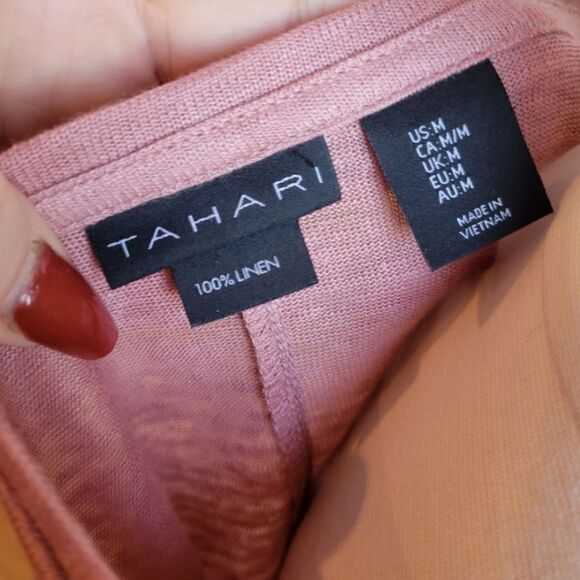 TAHARI
100% LINEN
US:M
CA:M/M
UK:M
EU:M
AU:M
MADE IN
VIETNAM